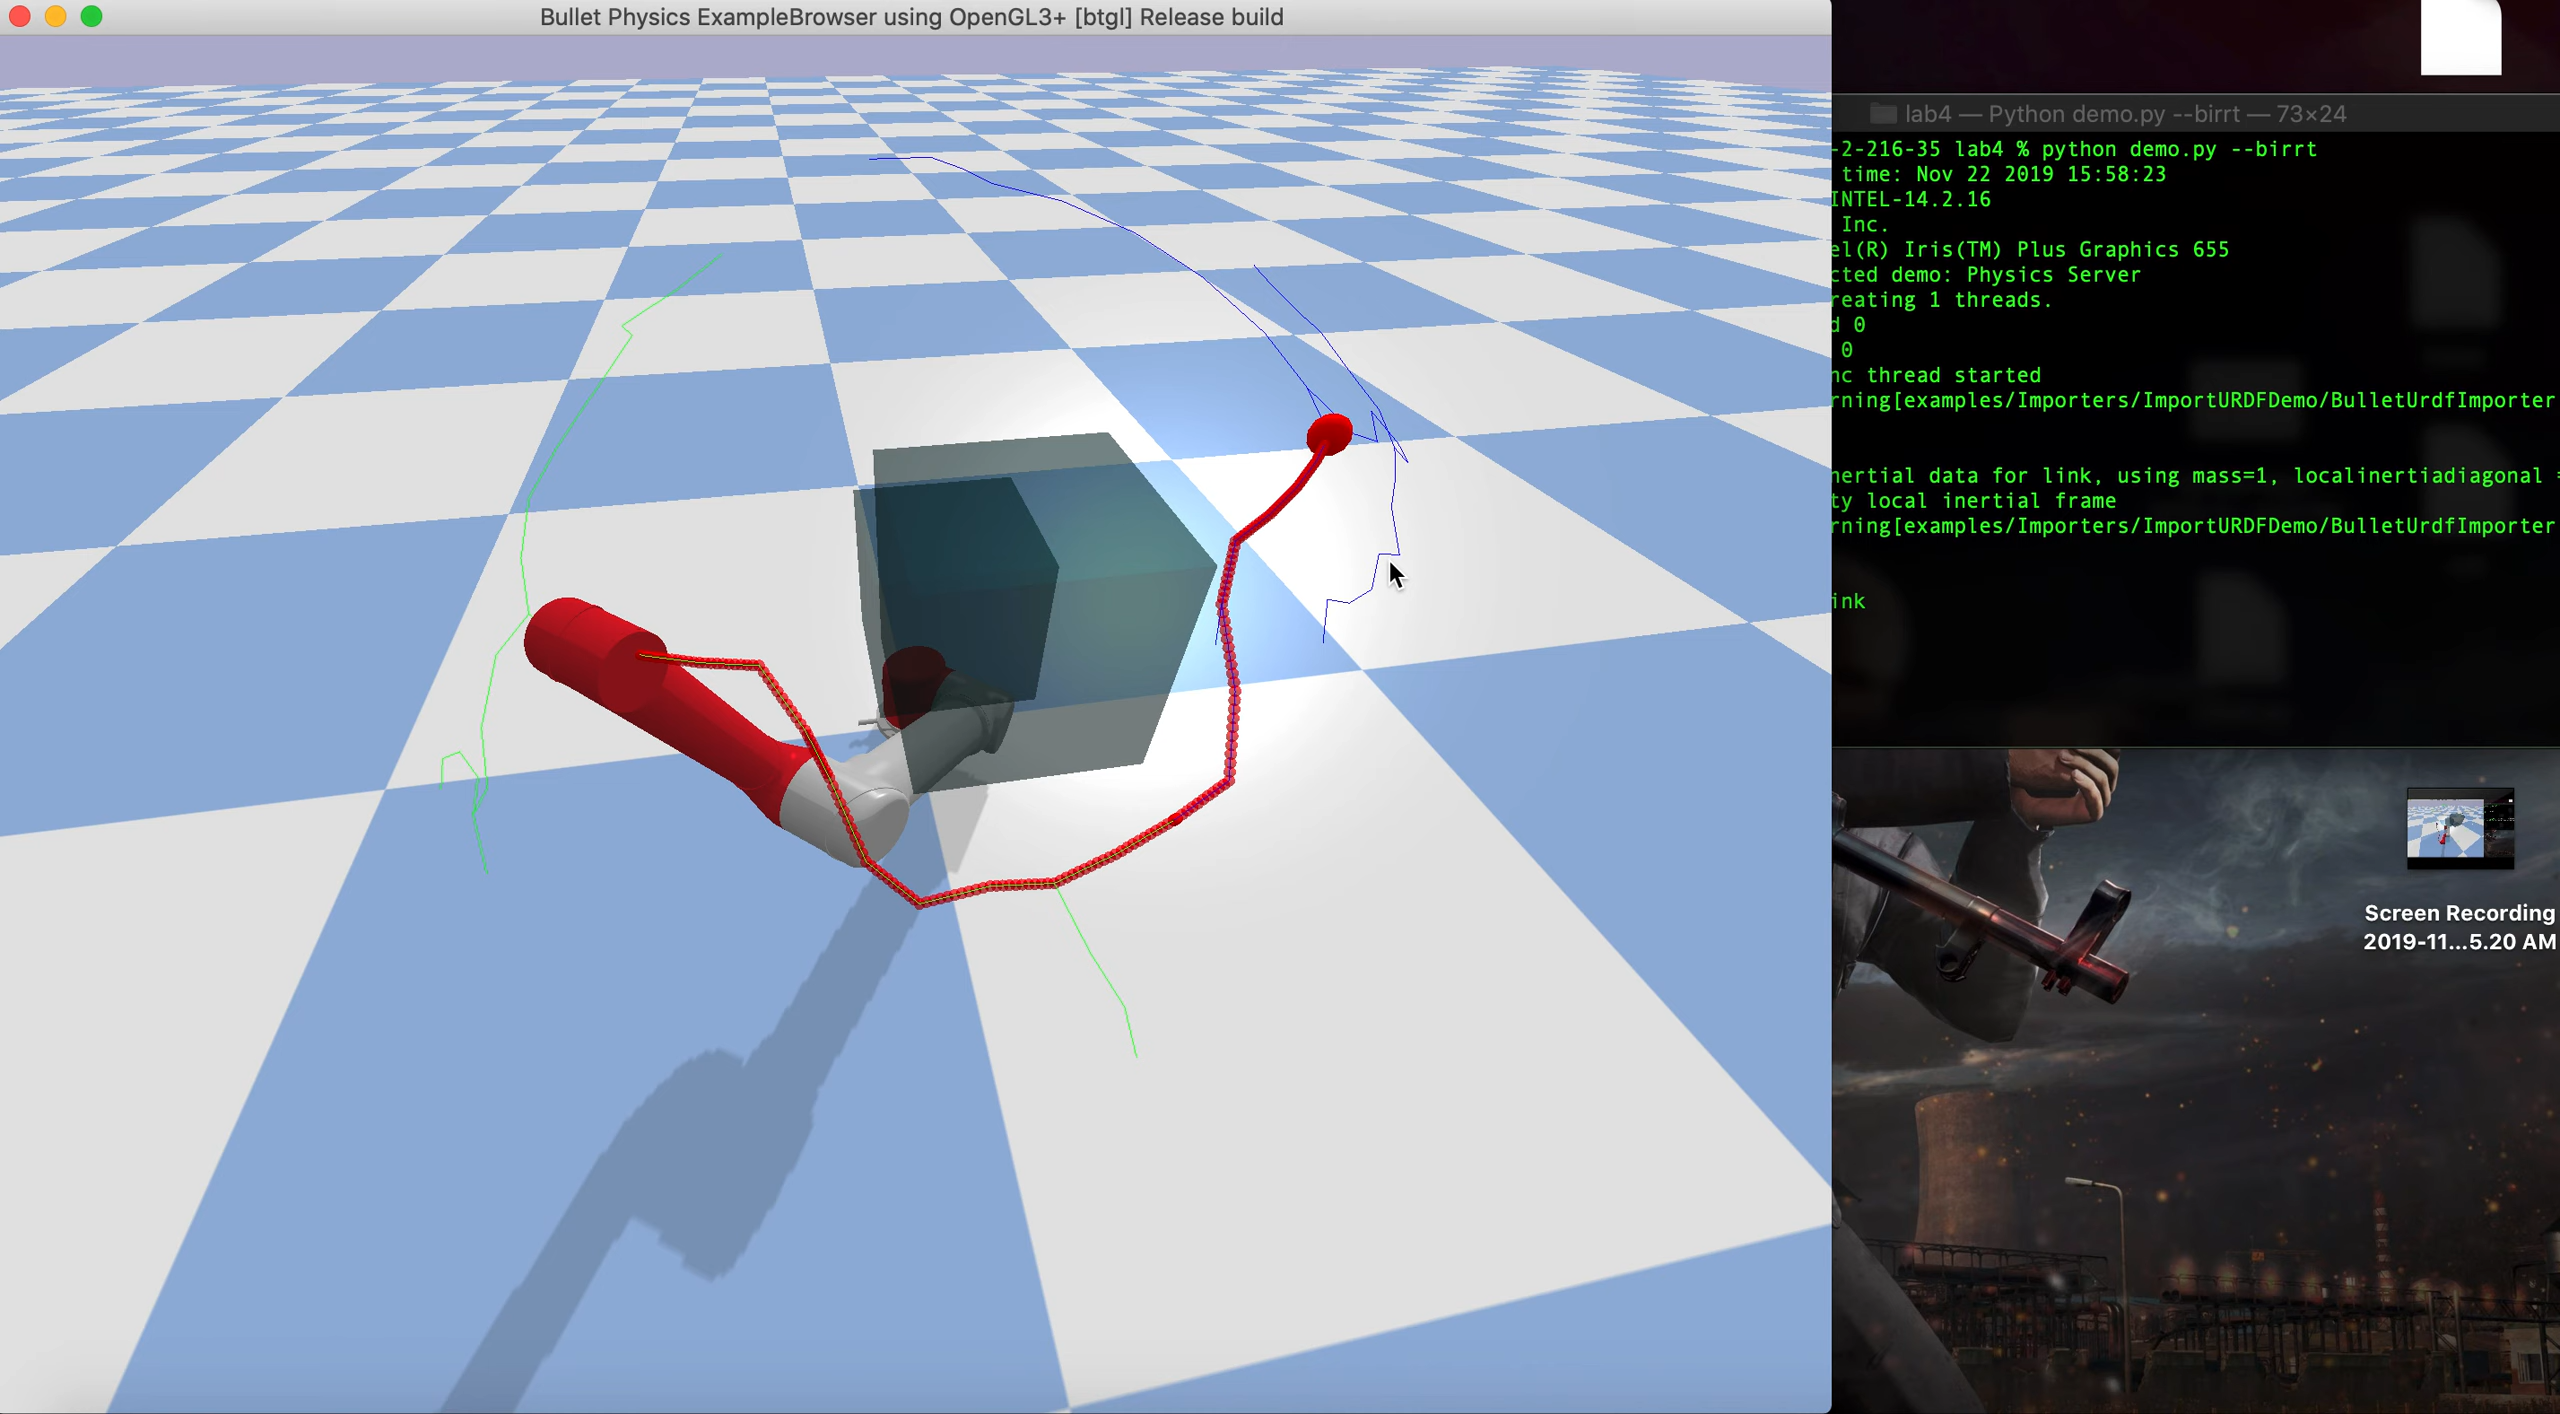 Bullet Physics ExampleBrowser using OpenGL3+ [btgl] Release build
lab4 — Python demo.py --birrt — 73×24
-2-216-35 lab4 % python demo.py --birrt
time: Nov 22 2019 15:58:23
INTEL-14.2.16
Inc.
el(R) Iris(TM) Plus Graphics 655
cted demo: Physics Server
reating 1 threads.
d 0
0
nc thread started
rning[examples/Importers/ImportURDFDemo/BulletUrdfImporter
nertial data for link, using mass=1, localinertiadiagonal =
ty local inertial frame
rning[examples/Importers/ImportURDFDemo/BulletUrdfImporter
ink
Screen Recording
2019-11...5.20 AM